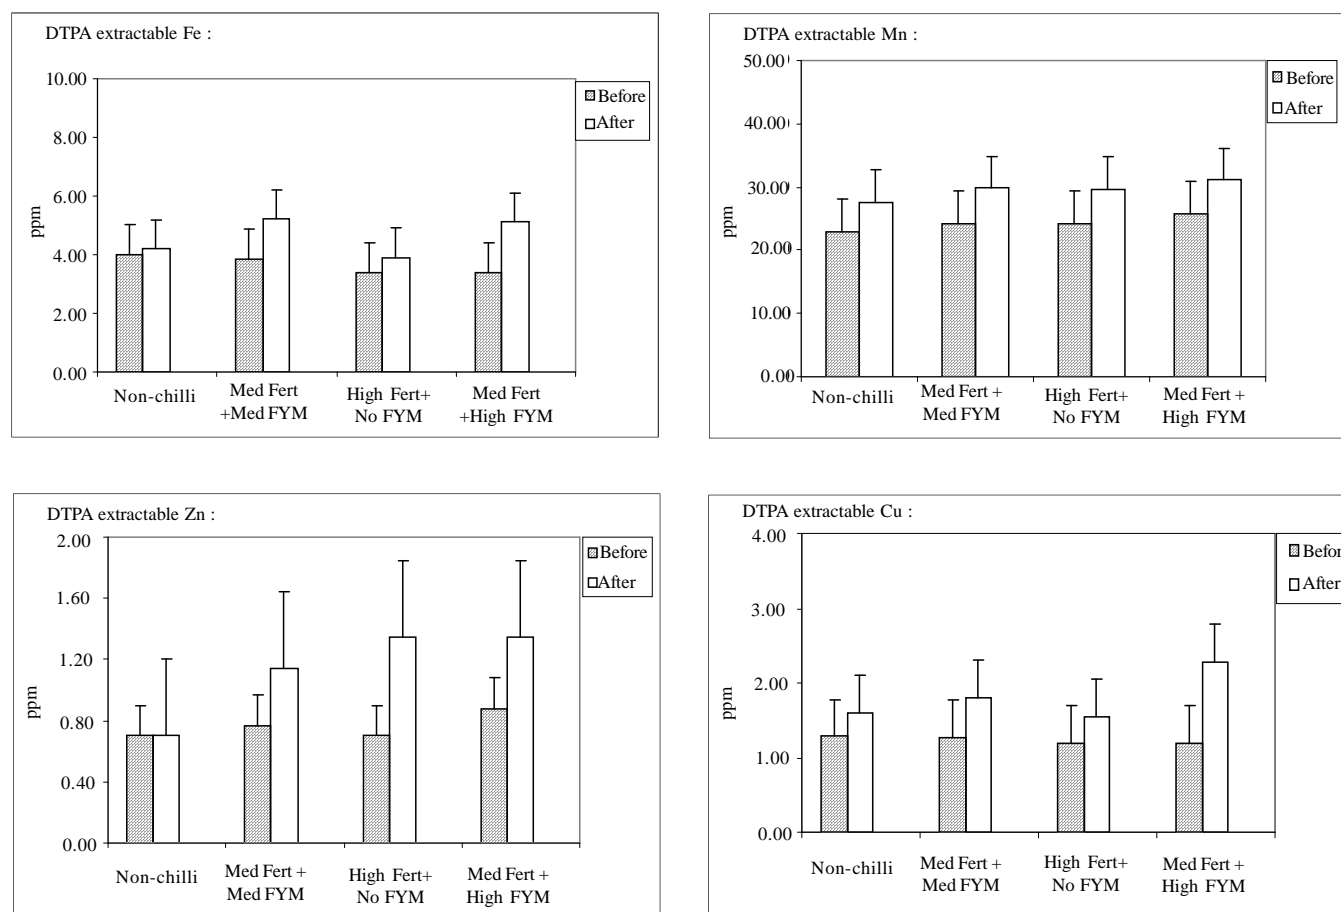 DTPA extractable Fe :
10.00
8.00
6.00
4.00
2.00
0.00
ppm
Before
After
Non-chilli
Med Fert
+Med FYM
High Fert+
No FYM
Med Fert
+High FYM
DTPA extractable Mn :
50.00
40.00
30.00
20.00
10.00
0.00
ppm
Before
After
Non-chilli
Med Fert +
Med FYM
High Fert+
No FYM
Med Fert +
High FYM
DTPA extractable Zn :
2.00
1.60
1.20
0.80
0.40
0.00
ppm
Before
After
Non-chilli
Med Fert +
Med FYM
High Fert+
No FYM
Med Fert +
High FYM
DTPA extractable Cu :
4.00
3.00
2.00
1.00
0.00
ppm
Befor
After
Non-chilli
Med Fert +
Med FYM
High Fert+
No FYM
Med Fert +
High FYM